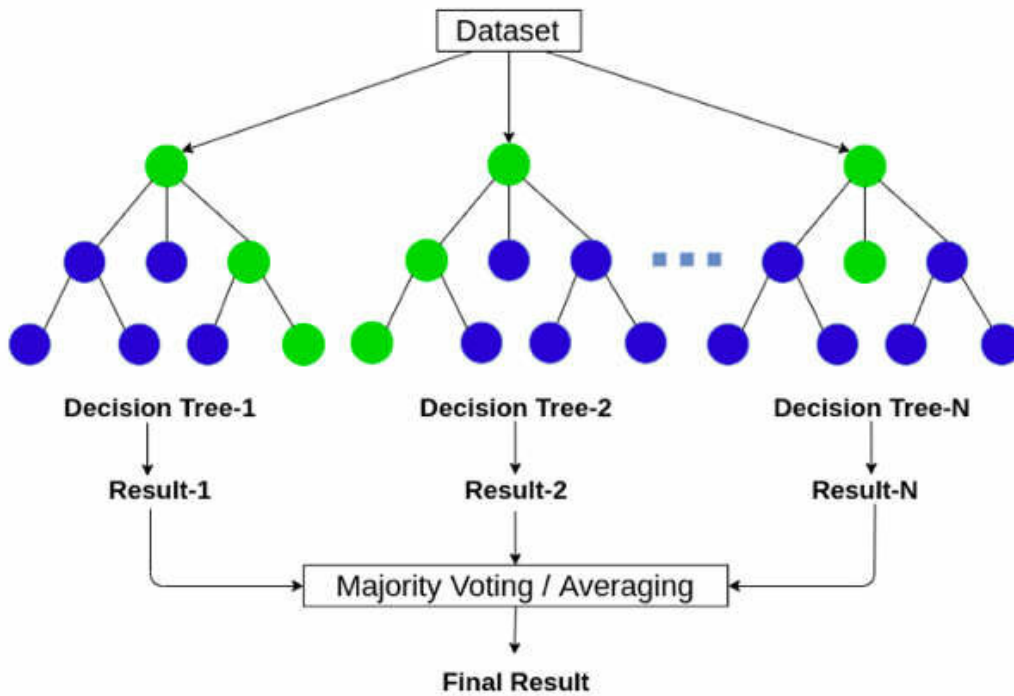 Dataset
Decision Tree-1
Decision Tree-2
Decision Tree-N
Result-1
Result-2
Result-N
Majority Voting / Averaging
Final Result